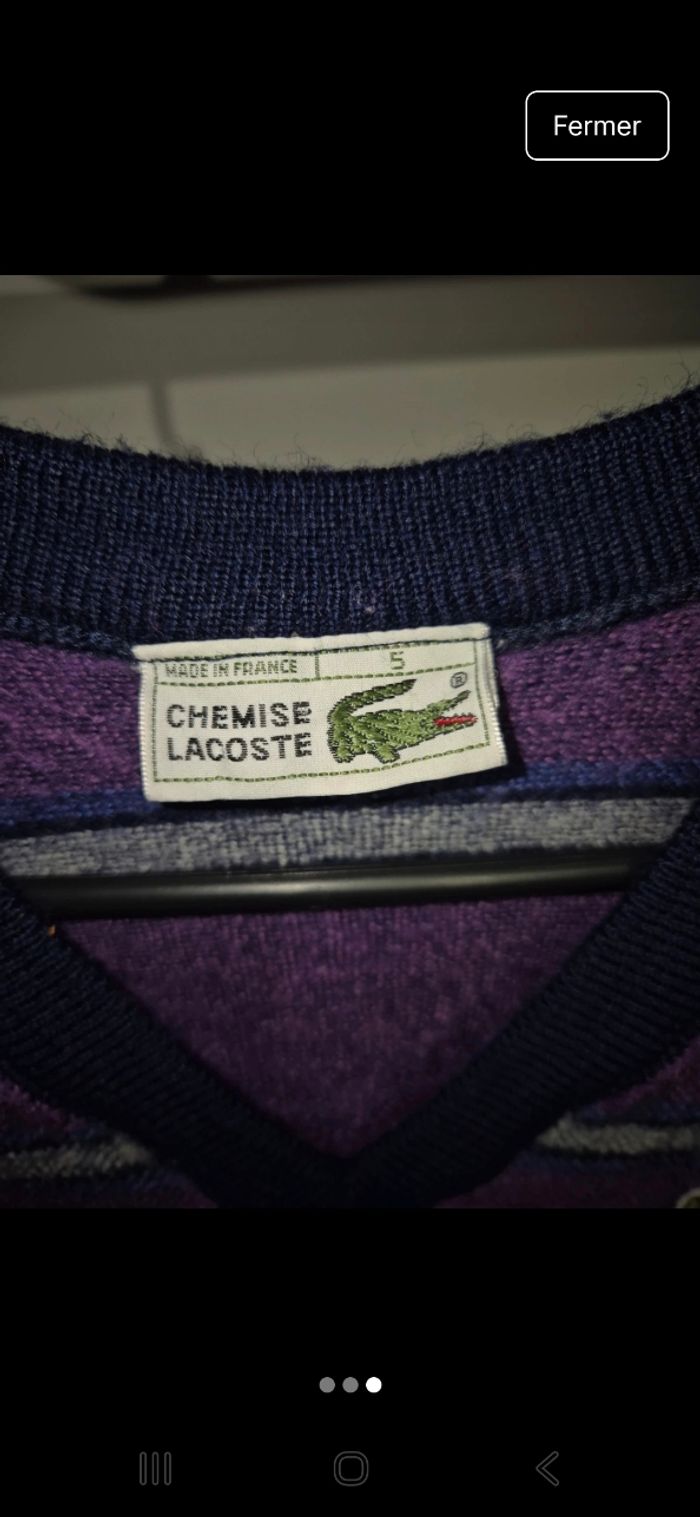 Fermer
MADE IN FRANCE 5
CHEMISE ®
LACOSTE